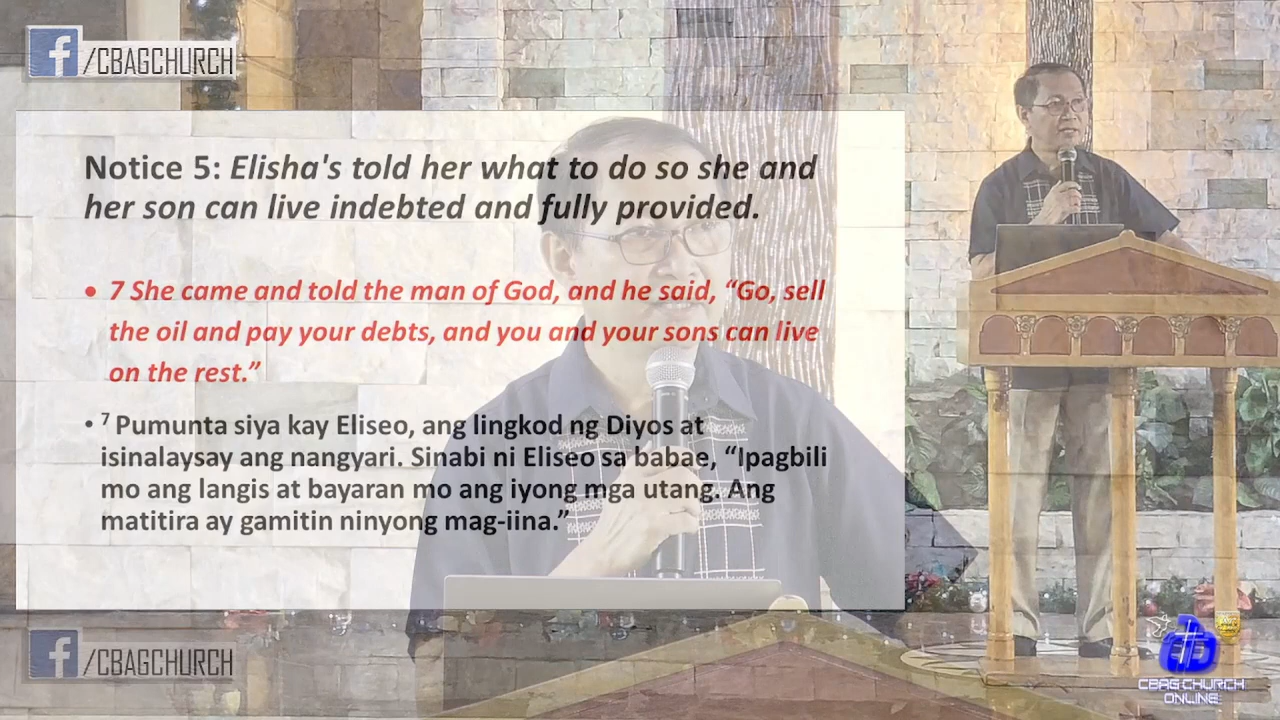 f/CBAGCHURCH
Notice 5: Elisha's told her what to do so she and
her son can live indebted and fully provided.
• 7 She came and told the man of God, and he said, “Go, sell
the oil and pay your debts, and you and your sons can live
on the rest.”
• 7 Pumunta siya kay Eliseo, ang lingkod ng Diyos at
isinalaysay ang nangyari. Sinabi ni Eliseo sa babae, “Ipagbili
mo ang langis at bayaran mo ang iyong mga utang. Ang
matitira ay gamitin ninyong mag-iina.”
f/CBAGCHURCH
CBAG CHURCH
ONLINE